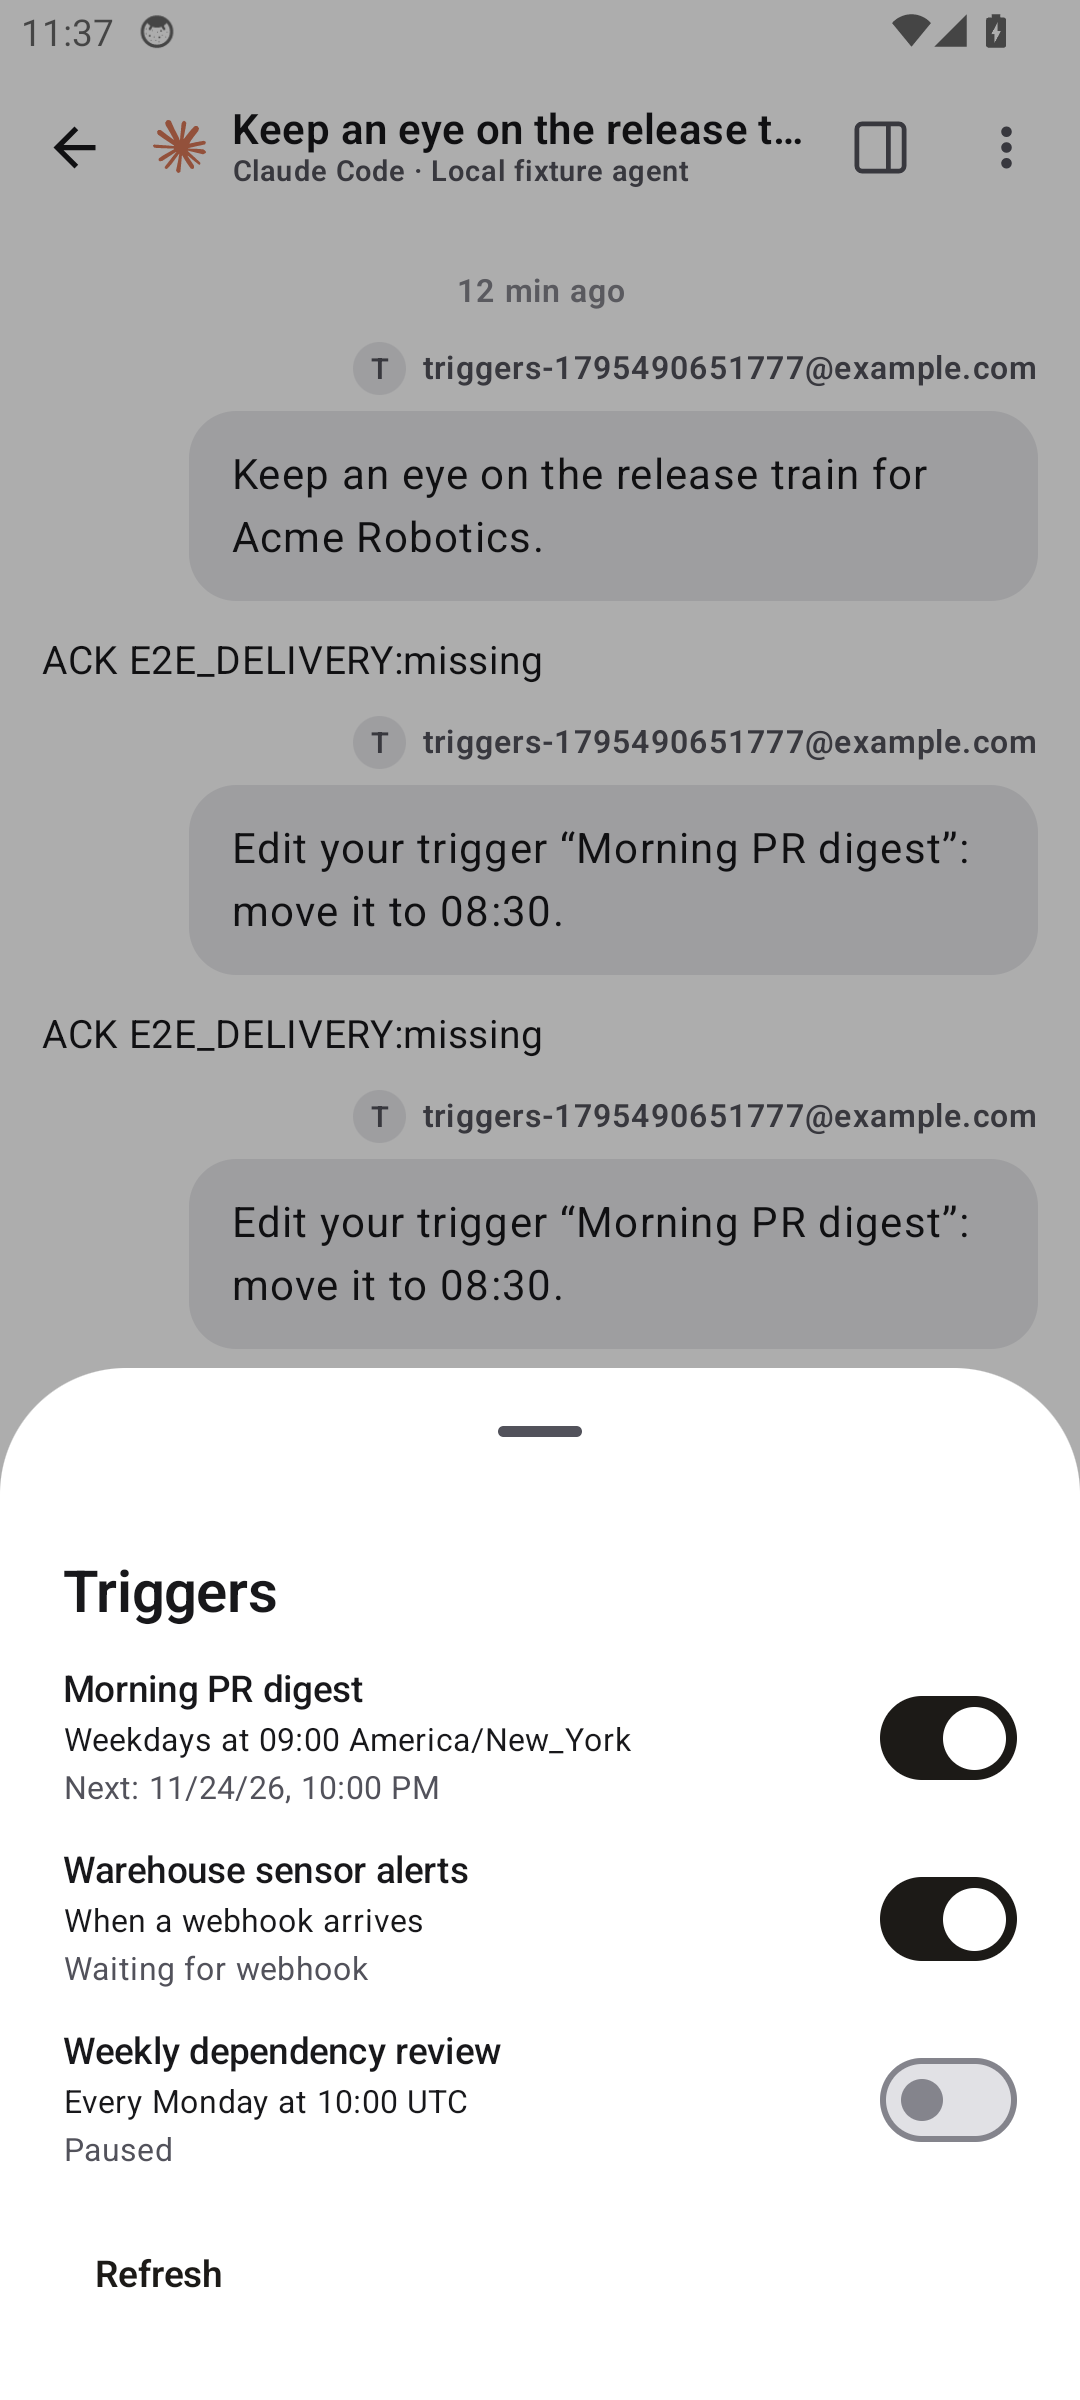 11:37
Keep an eye on the release t...
Claude Code · Local fixture agent
12 min ago
T triggers-1795490651777@example.com
Keep an eye on the release train for
Acme Robotics.
ACK E2E_DELIVERY:missing
T triggers-1795490651777@example.com
Edit your trigger “Morning PR digest”:
move it to 08:30.
ACK E2E_DELIVERY:missing
T triggers-1795490651777@example.com
Edit your trigger “Morning PR digest”:
move it to 08:30.
Triggers
Morning PR digest
Weekdays at 09:00 America/New_York
Next: 11/24/26, 10:00 PM
Warehouse sensor alerts
When a webhook arrives
Waiting for webhook
Weekly dependency review
Every Monday at 10:00 UTC
Paused
Refresh